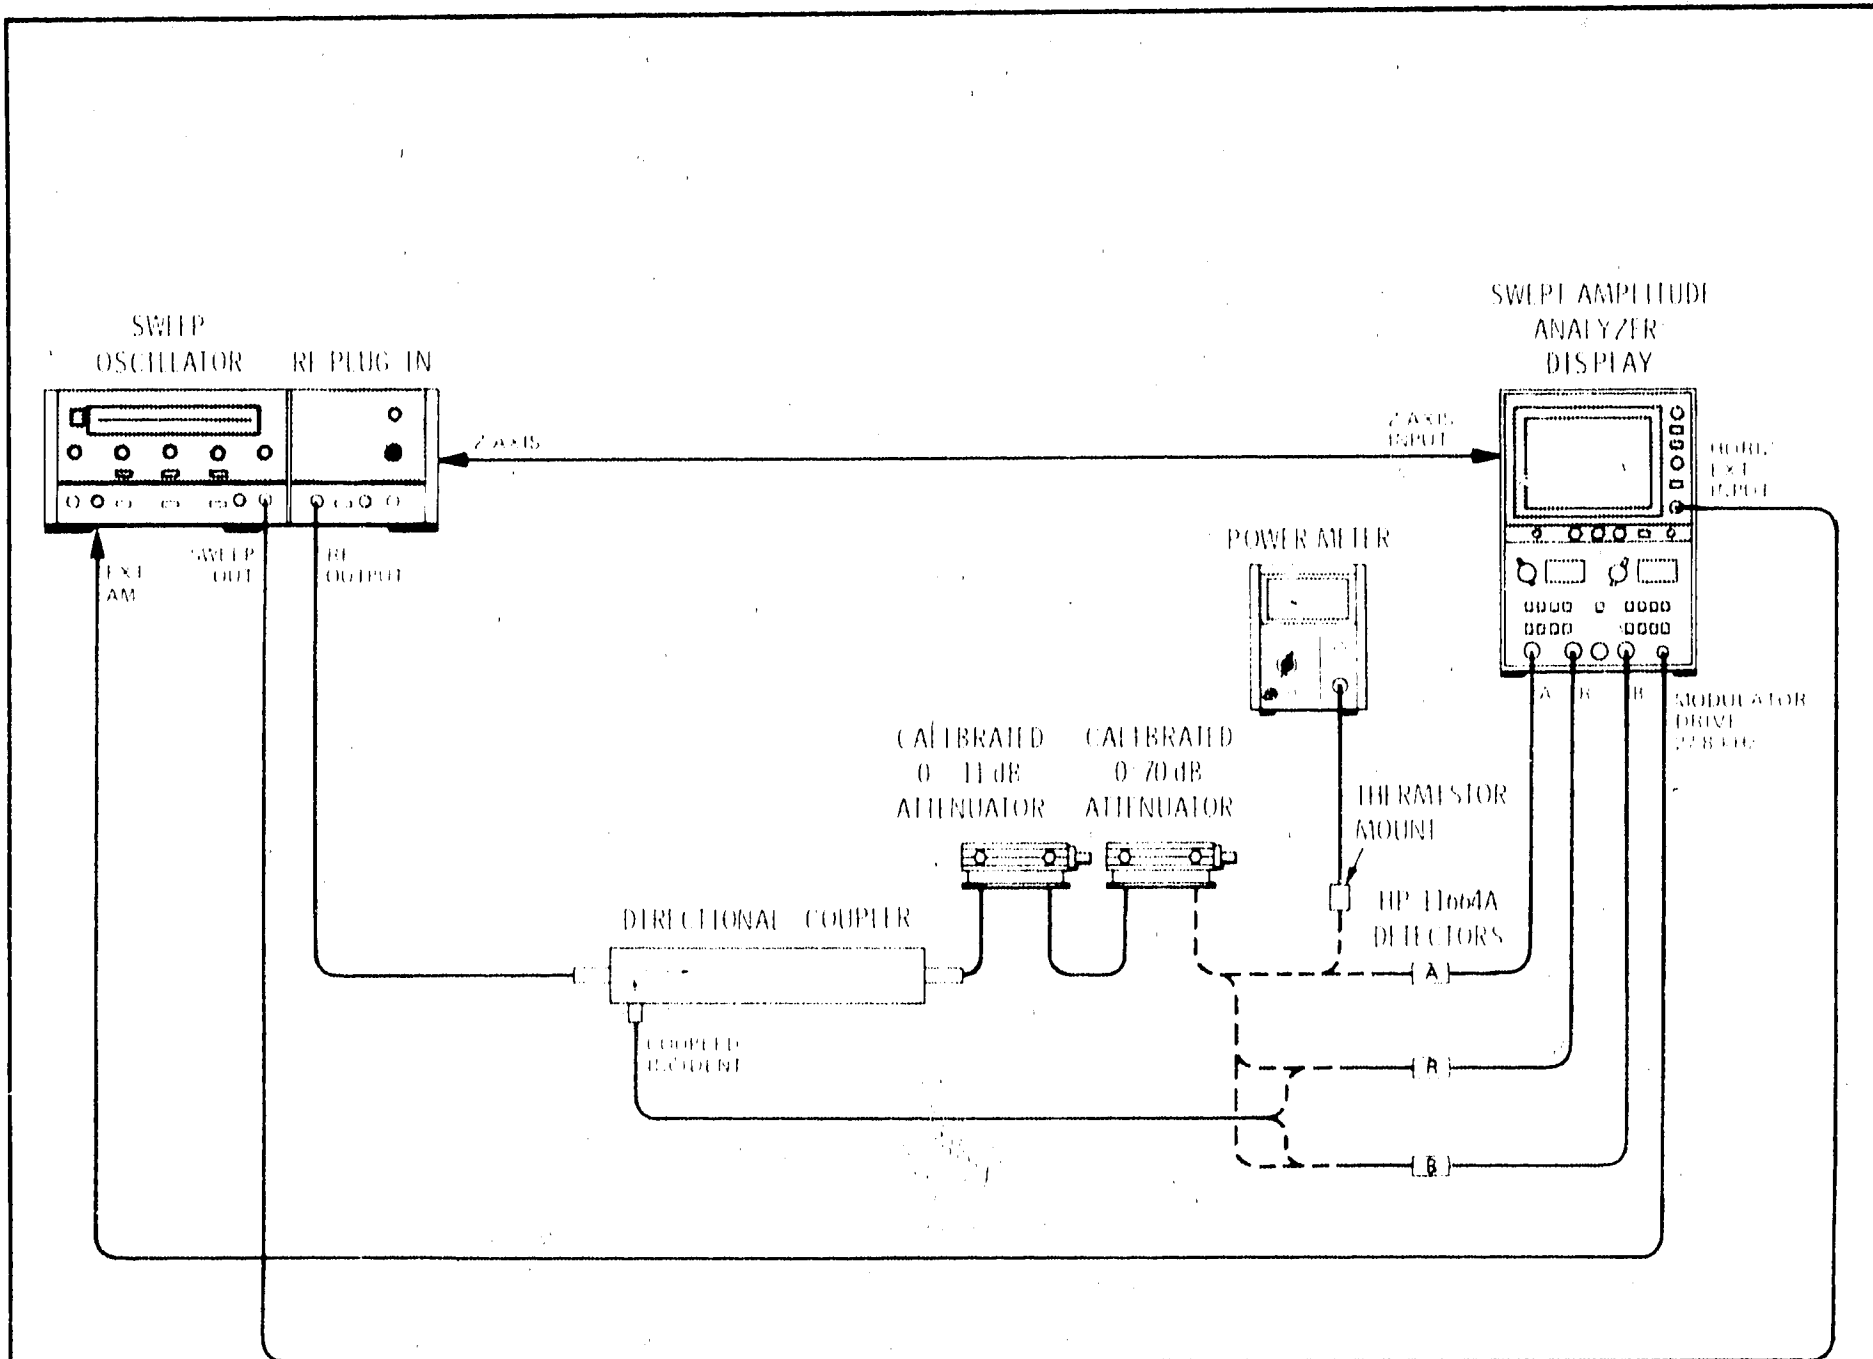 SWEEP
OSCILLATOR
RF PLUG IN
SWEPT AMPLITUDE
ANALYZER
DISPLAY
Z AXIS
Z AXIS
INPUT
HORIZ
EXT
INPUT
EXT
AM
SWEEP
OUT
RF
OUTPUT
POWER METER
A
R
B
MODULATOR
DRIVE
CALIBRATED
0 11 dB
ATTENUATOR
CALIBRATED
0-70 dB
ATTENUATOR
THERMISTOR
MOUNT
DIRECTIONAL COUPLER
HP 11664A
DETECTORS
A
COUPLED
INCIDENT
R
B